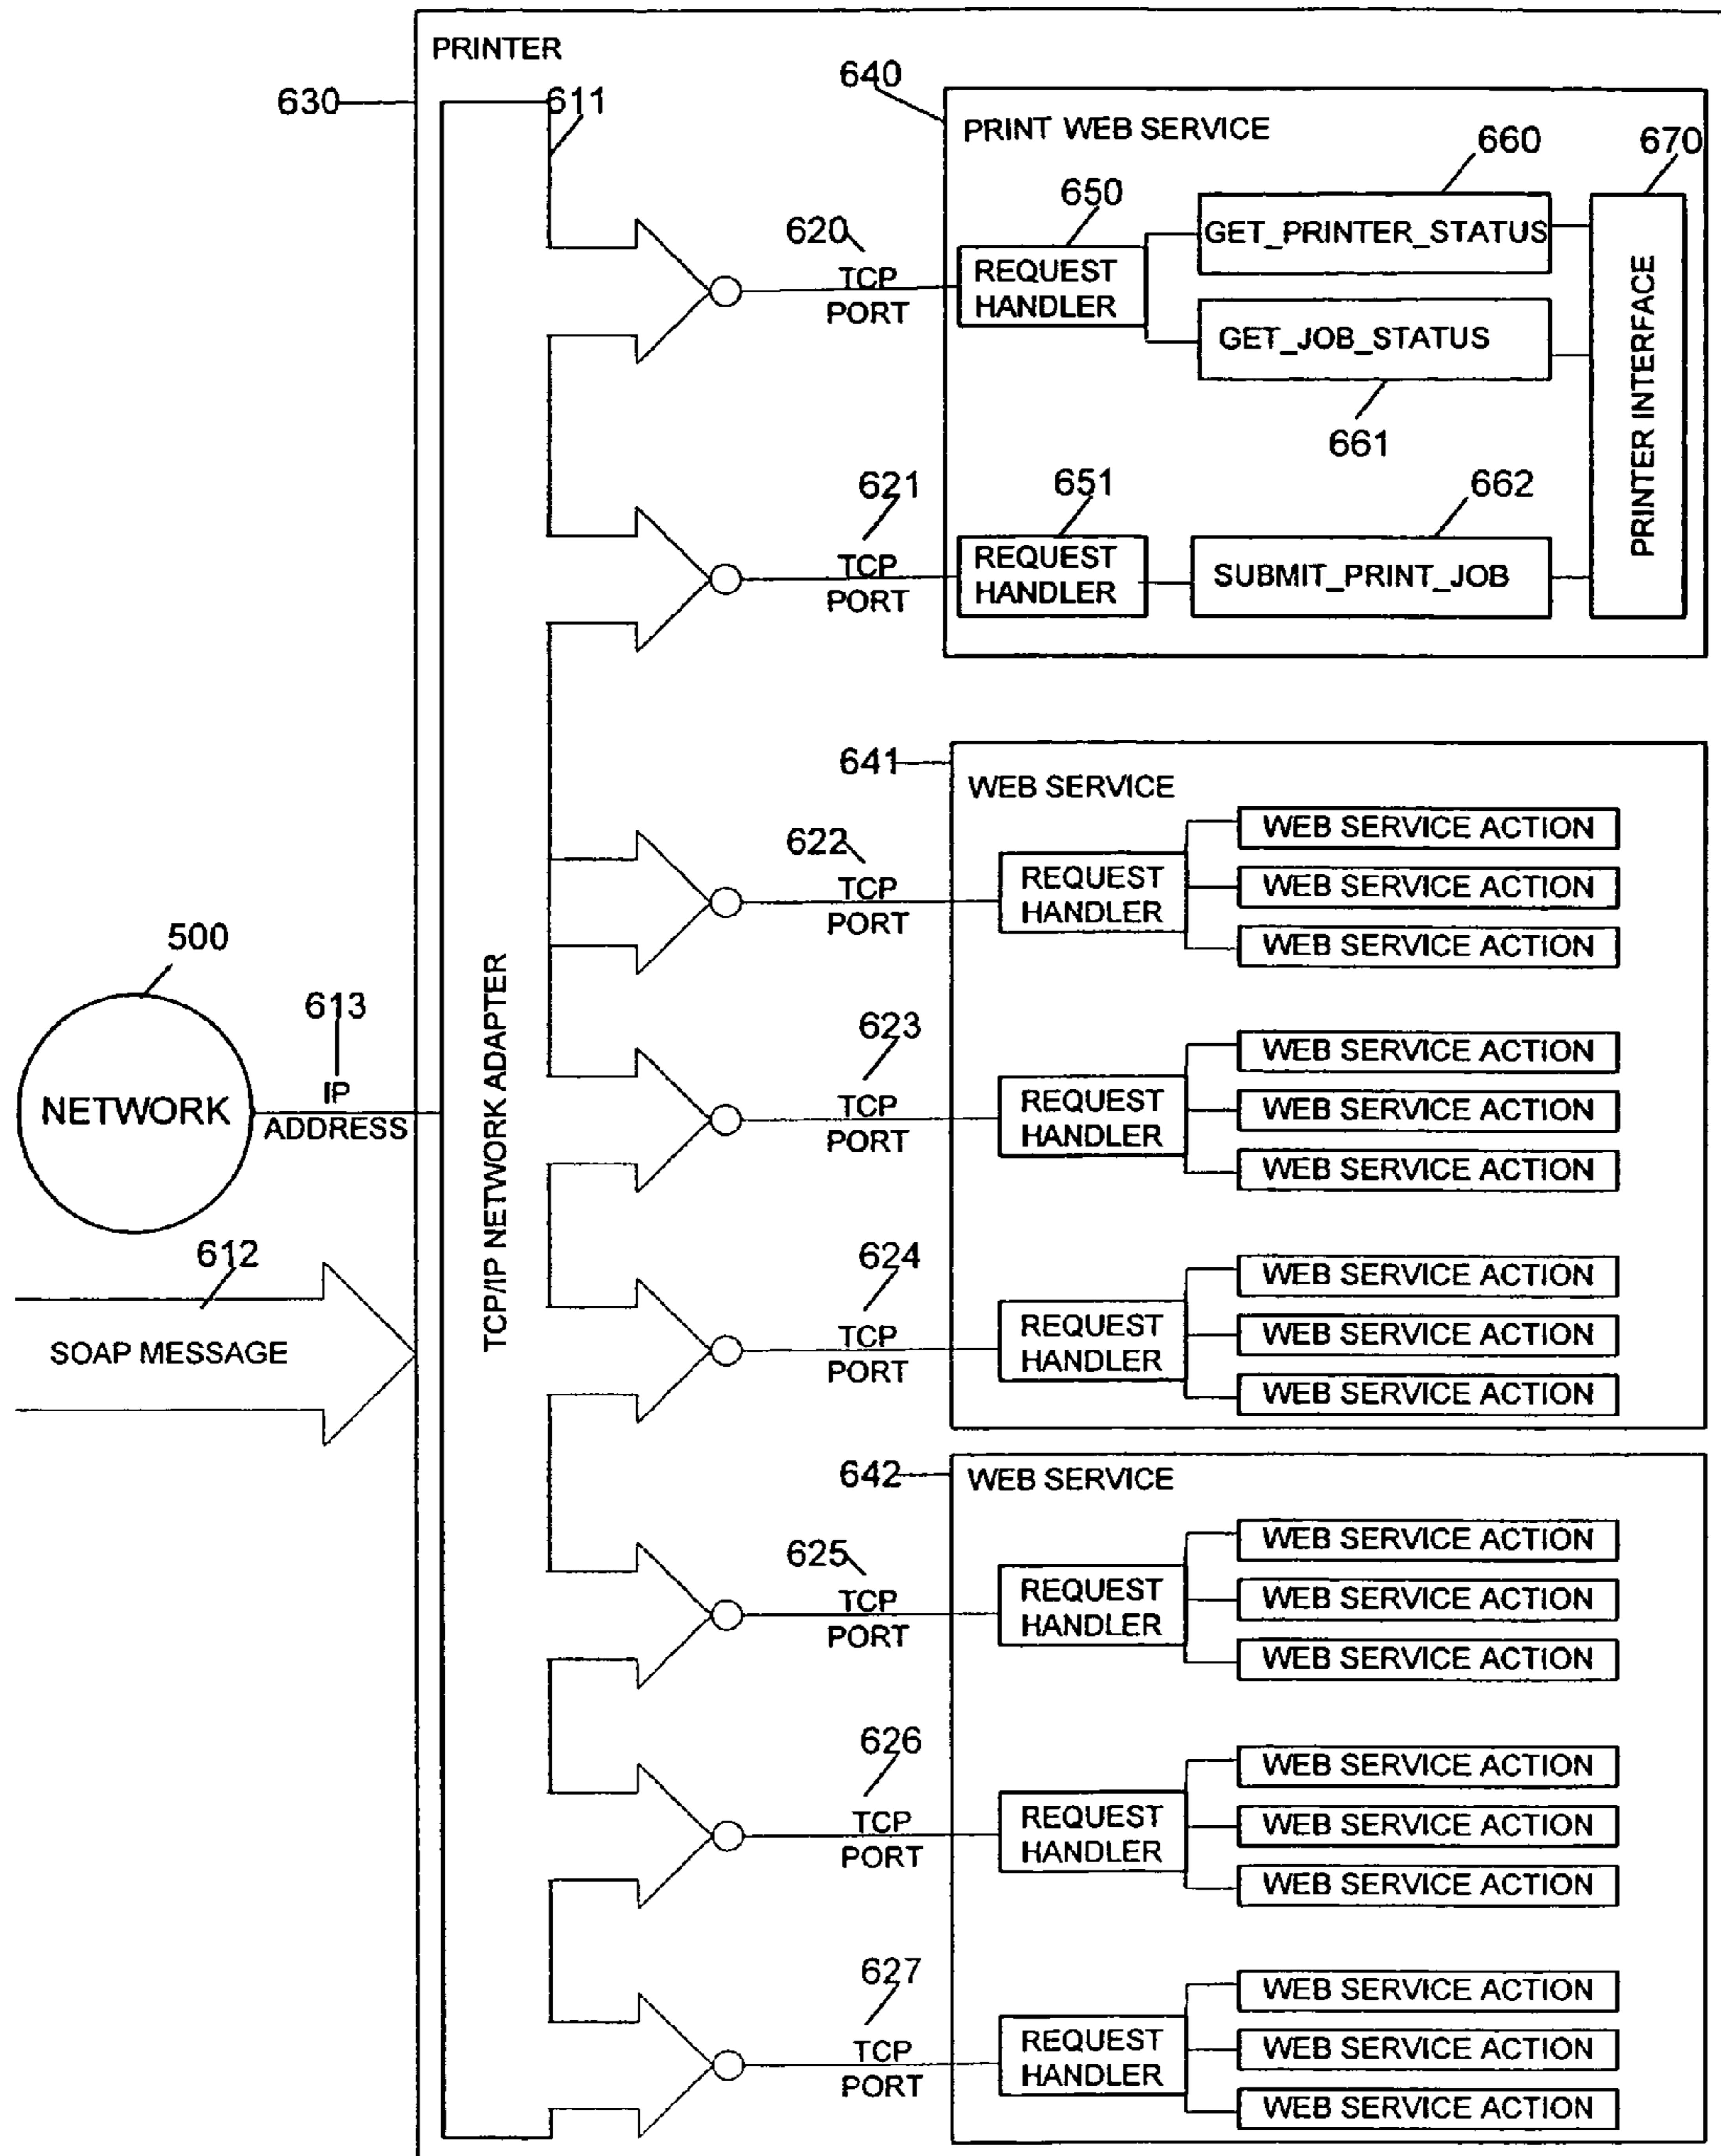 PRINTER
630
611
640
PRINT WEB SERVICE
660
670
650
620
GET_PRINTER_STATUS
REQUEST
HANDLER
TCP
PORT
GET_JOB_STATUS
661
PRINTER INTERFACE
621
651
662
TCP
PORT
REQUEST
HANDLER
SUBMIT_PRINT_JOB
641
WEB SERVICE
622
TCP
PORT
REQUEST
HANDLER
WEB SERVICE ACTION
WEB SERVICE ACTION
WEB SERVICE ACTION
500
NETWORK
613
IP
ADDRESS
TCP/IP NETWORK ADAPTER
623
TCP
PORT
REQUEST
HANDLER
WEB SERVICE ACTION
WEB SERVICE ACTION
WEB SERVICE ACTION
612
SOAP MESSAGE
624
TCP
PORT
REQUEST
HANDLER
WEB SERVICE ACTION
WEB SERVICE ACTION
WEB SERVICE ACTION
642
WEB SERVICE
625
TCP
PORT
REQUEST
HANDLER
WEB SERVICE ACTION
WEB SERVICE ACTION
WEB SERVICE ACTION
626
TCP
PORT
REQUEST
HANDLER
WEB SERVICE ACTION
WEB SERVICE ACTION
WEB SERVICE ACTION
627
TCP
PORT
REQUEST
HANDLER
WEB SERVICE ACTION
WEB SERVICE ACTION
WEB SERVICE ACTION